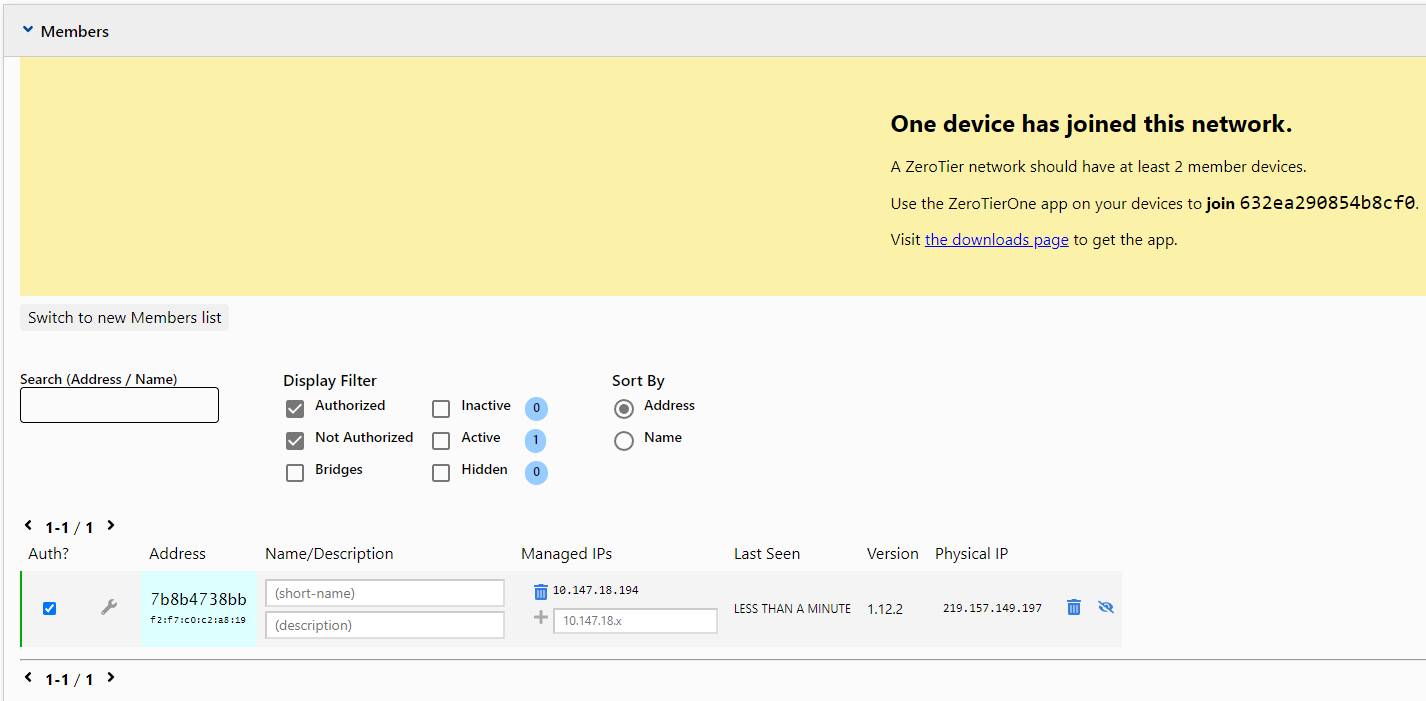 Members
One device has joined this network.
A ZeroTier network should have at least 2 member devices.
Use the ZeroTierOne app on your devices to join 632ea290854b8cf0.
Visit the downloads page to get the app.
Switch to new Members list
Search (Address / Name)
Display Filter
Sort By
Authorized
Inactive
0
Address
Not Authorized
Active
1
Name
Bridges
Hidden
0
1-1 / 1
Auth? Address Name/Description Managed IPs Last Seen Version Physical IP
7b8b4738bb
f2:f7:c0:c2:a8:19
(short-name)
(description)
10.147.18.194
10.147.18.x
LESS THAN A MINUTE
1.12.2
219.157.149.197
1-1 / 1